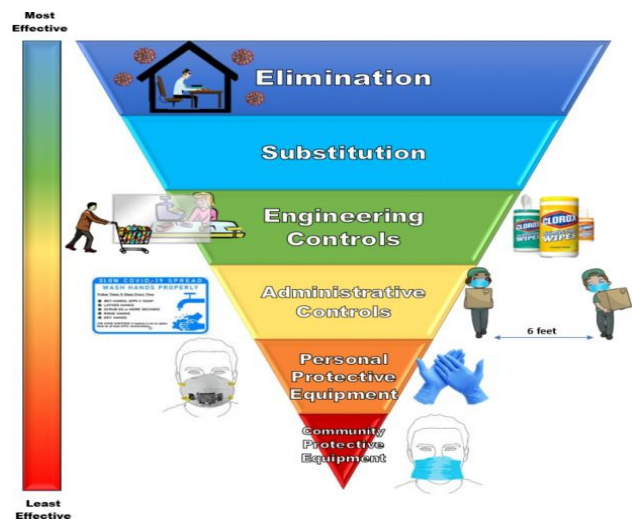 Most
Effective
Elimination
Substitution
Engineering
Controls
CLOROX
WIPES
SLOW COVID-19 SPREAD
WASH HANDS PROPERLY
Administrative
Controls
6 feet
Personal
Protective
Equipment
Community
Protective
Equipment
Least
Effective